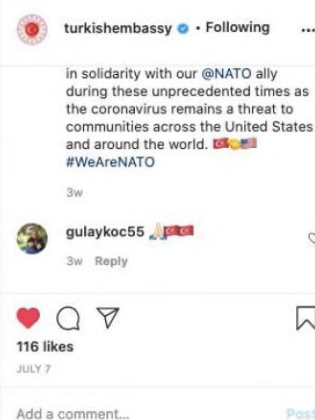 turkishembassy • Following
in solidarity with our @NATO ally
during these unprecedented times as
the coronavirus remains a threat to
communities across the United States
and around the world. 🇹🇷🤝🇺🇸
#WeAreNATO
3w
gulaykoc55 🙏🇹🇷🇹🇷
3w Reply
116 likes
JULY 7
Add a comment... Post